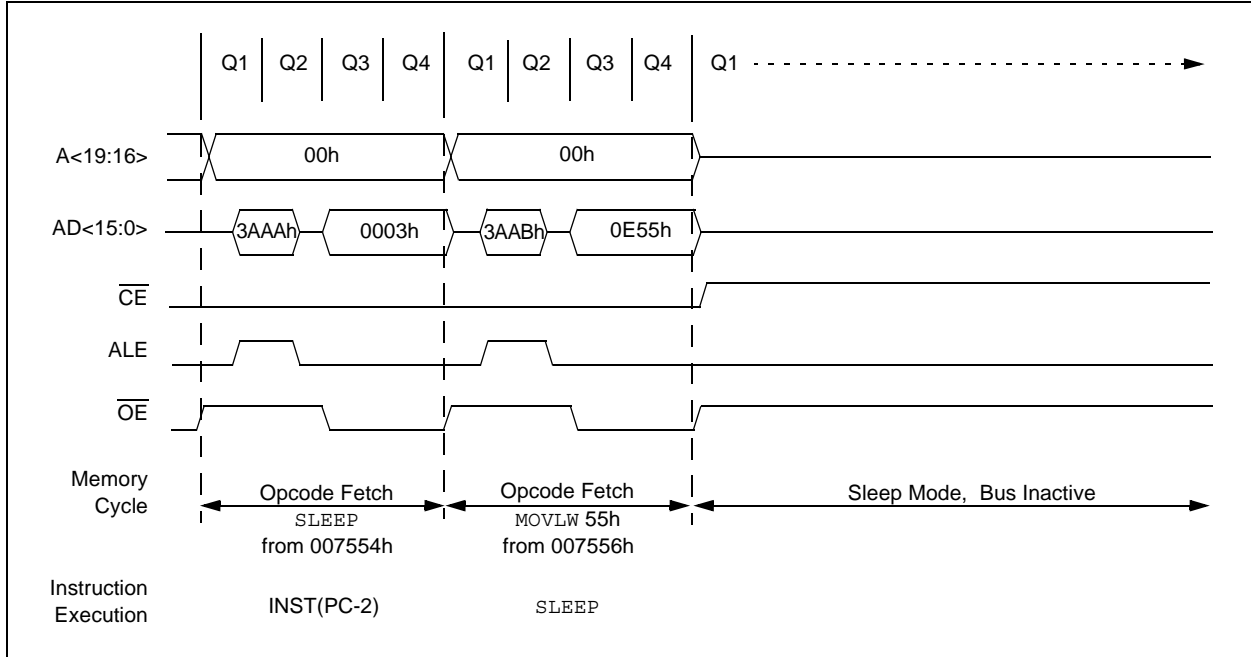 Q1 Q2 Q3 Q4 Q1 Q2 Q3 Q4 Q1
A<19:16> 00h 00h
AD<15:0> 3AAAh 0003h 3AABh 0E55h
CE
ALE
OE
Memory
Cycle
Opcode Fetch
SLEEP
from 007554h
Opcode Fetch
MOVLW 55h
from 007556h
Sleep Mode, Bus Inactive
Instruction
Execution
INST(PC-2) SLEEP